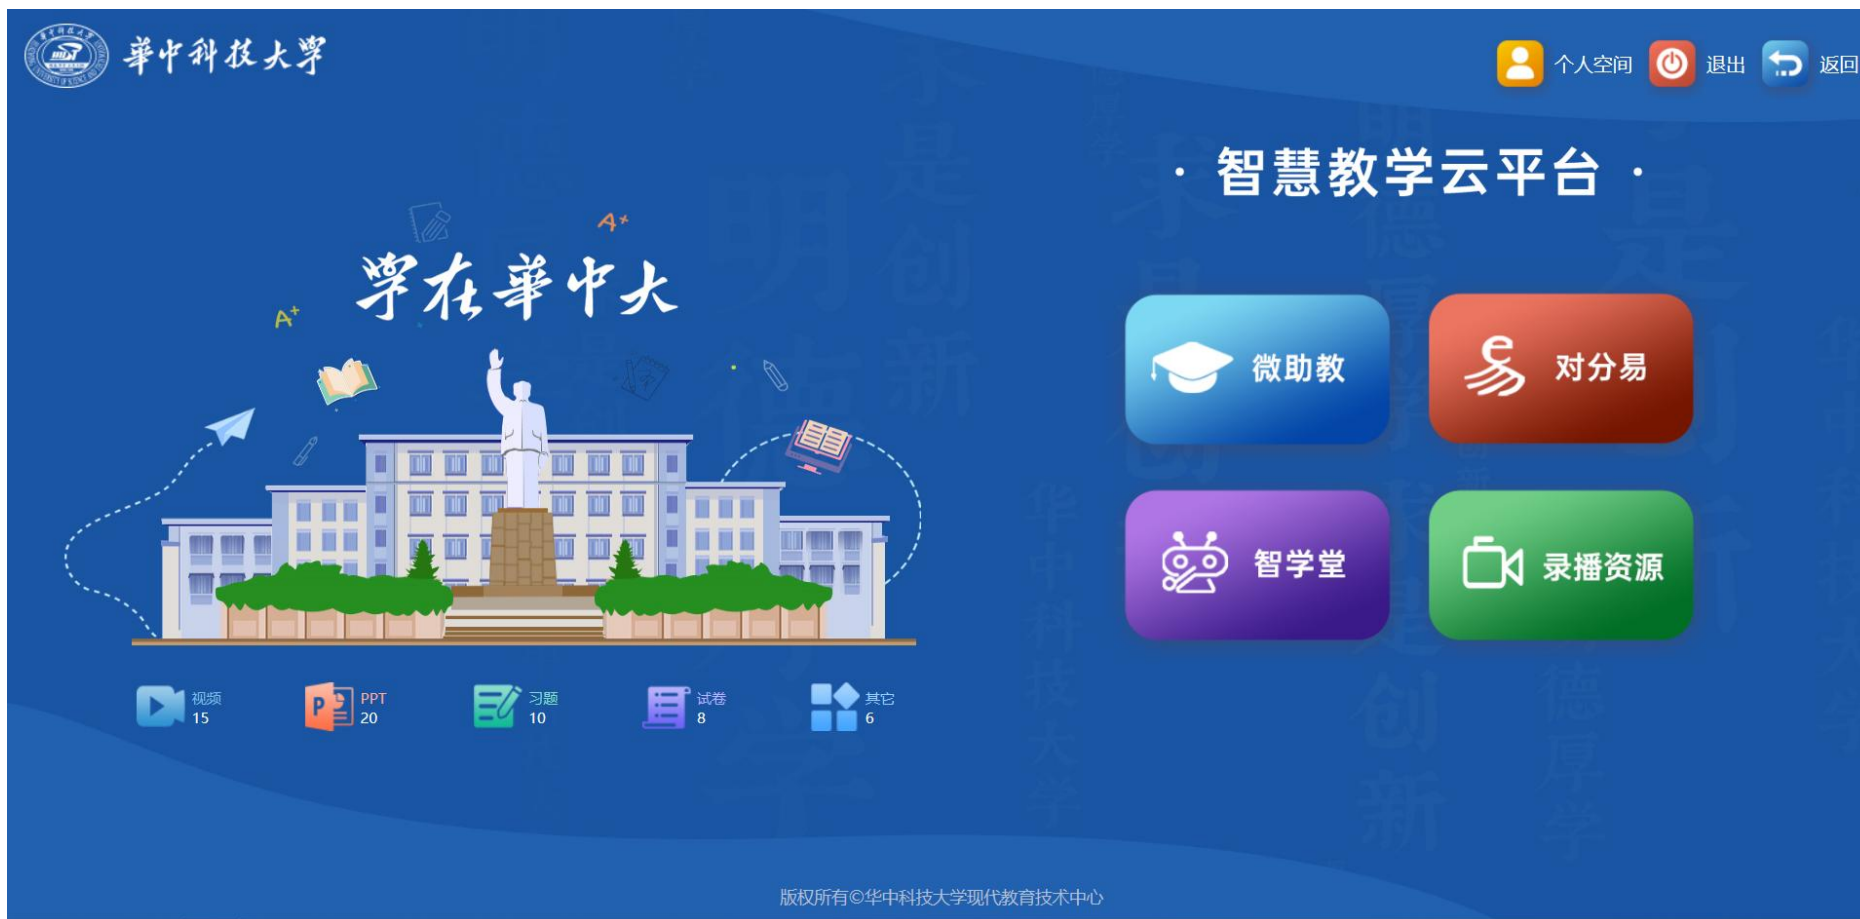 華中科技大学
个人空间 退出 返回
· 智慧教学云平台 ·
A+
学在華中大
A+
微助教
对分易
智学堂
录播资源
视频
15
PPT
20
习题
10
试卷
8
其它
6
版权所有©华中科技大学现代教育技术中心